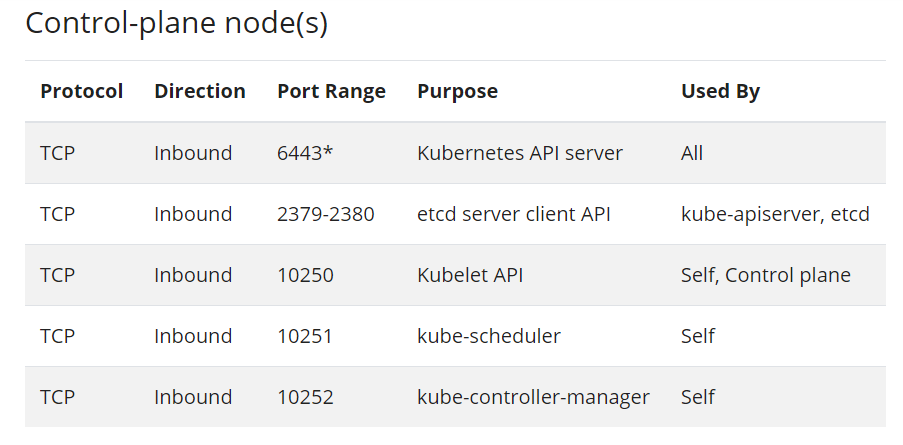 Control-plane node(s)
Protocol Direction Port Range Purpose Used By
TCP Inbound 6443* Kubernetes API server All
TCP Inbound 2379-2380 etcd server client API kube-apiserver, etcd
TCP Inbound 10250 Kubelet API Self, Control plane
TCP Inbound 10251 kube-scheduler Self
TCP Inbound 10252 kube-controller-manager Self